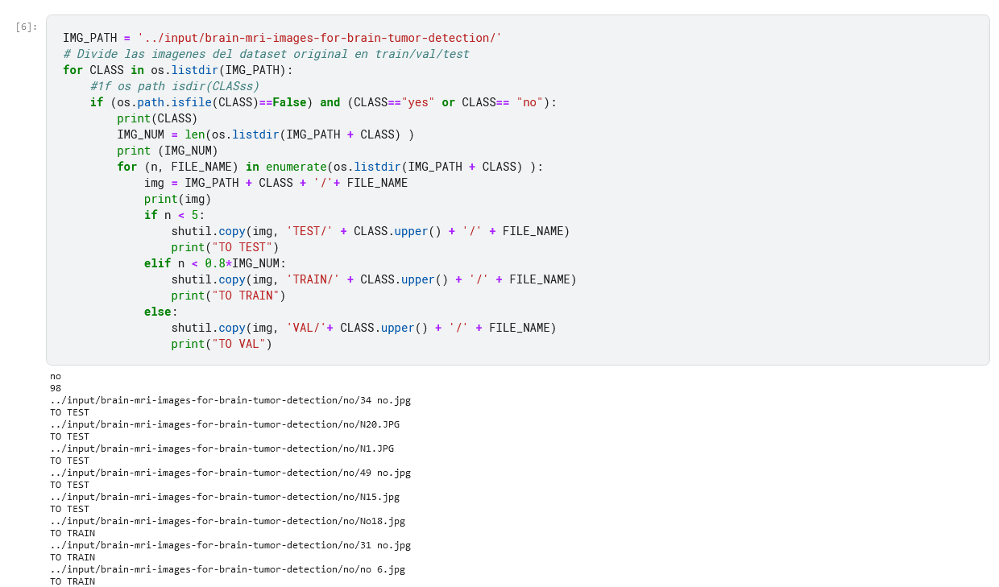 [6]:
IMG_PATH = '../input/brain-mri-images-for-brain-tumor-detection/'
# Divide las imagenes del dataset original en train/val/test
for CLASS in os.listdir(IMG_PATH):
    #1f os path isdir(CLASss)
    if (os.path.isfile(CLASS)==False) and (CLASS=="yes" or CLASS== "no"):
        print(CLASS)
        IMG_NUM = len(os.listdir(IMG_PATH + CLASS) )
        print (IMG_NUM)
        for (n, FILE_NAME) in enumerate(os.listdir(IMG_PATH + CLASS) ):
            img = IMG_PATH + CLASS + '/'+ FILE_NAME
            print(img)
            if n < 5:
                shutil.copy(img, 'TEST/' + CLASS.upper() + '/' + FILE_NAME)
                print("TO TEST")
            elif n < 0.8*IMG_NUM:
                shutil.copy(img, 'TRAIN/' + CLASS.upper() + '/' + FILE_NAME)
                print("TO TRAIN")
            else:
                shutil.copy(img, 'VAL/'+ CLASS.upper() + '/' + FILE_NAME)
                print("TO VAL")
no
98
../input/brain-mri-images-for-brain-tumor-detection/no/34 no.jpg
TO TEST
../input/brain-mri-images-for-brain-tumor-detection/no/N20.JPG
TO TEST
../input/brain-mri-images-for-brain-tumor-detection/no/N1.JPG
TO TEST
../input/brain-mri-images-for-brain-tumor-detection/no/49 no.jpg
TO TEST
../input/brain-mri-images-for-brain-tumor-detection/no/N15.jpg
TO TEST
../input/brain-mri-images-for-brain-tumor-detection/no/No18.jpg
TO TRAIN
../input/brain-mri-images-for-brain-tumor-detection/no/31 no.jpg
TO TRAIN
../input/brain-mri-images-for-brain-tumor-detection/no/no 6.jpg
TO TRAIN